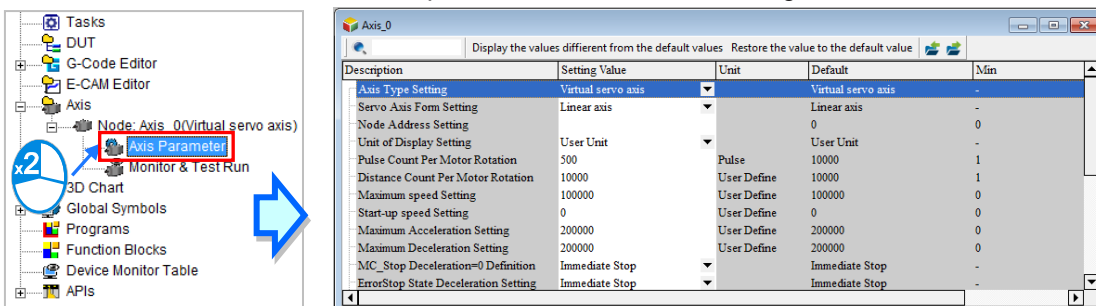 Tasks
DUT
G-Code Editor
E-CAM Editor
Axis
Node: Axis_0(Virtual servo axis)
Axis Parameter
Monitor & Test Run
3D Chart
Global Symbols
Programs
Function Blocks
Device Monitor Table
APIs
x2
Axis_0
Display the values diffierent from the default values Restore the value to the default value
Description Setting Value Unit Default Min
Axis Type Setting Virtual servo axis Virtual servo axis -
Servo Axis Form Setting Linear axis Linear axis -
Node Address Setting 0 0
Unit of Display Setting User Unit User Unit -
Pulse Count Per Motor Rotation 500 Pulse 10000 1
Distance Count Per Motor Rotation 10000 User Define 10000 1
Maximum speed Setting 100000 User Define 100000 0
Start-up speed Setting 0 User Define 0 0
Maximum Acceleration Setting 200000 User Define 200000 0
Maximum Deceleration Setting 200000 User Define 200000 0
MC_Stop Deceleration=0 Definition Immediate Stop Immediate Stop -
ErrorStop State Deceleration Setting Immediate Stop Immediate Stop -